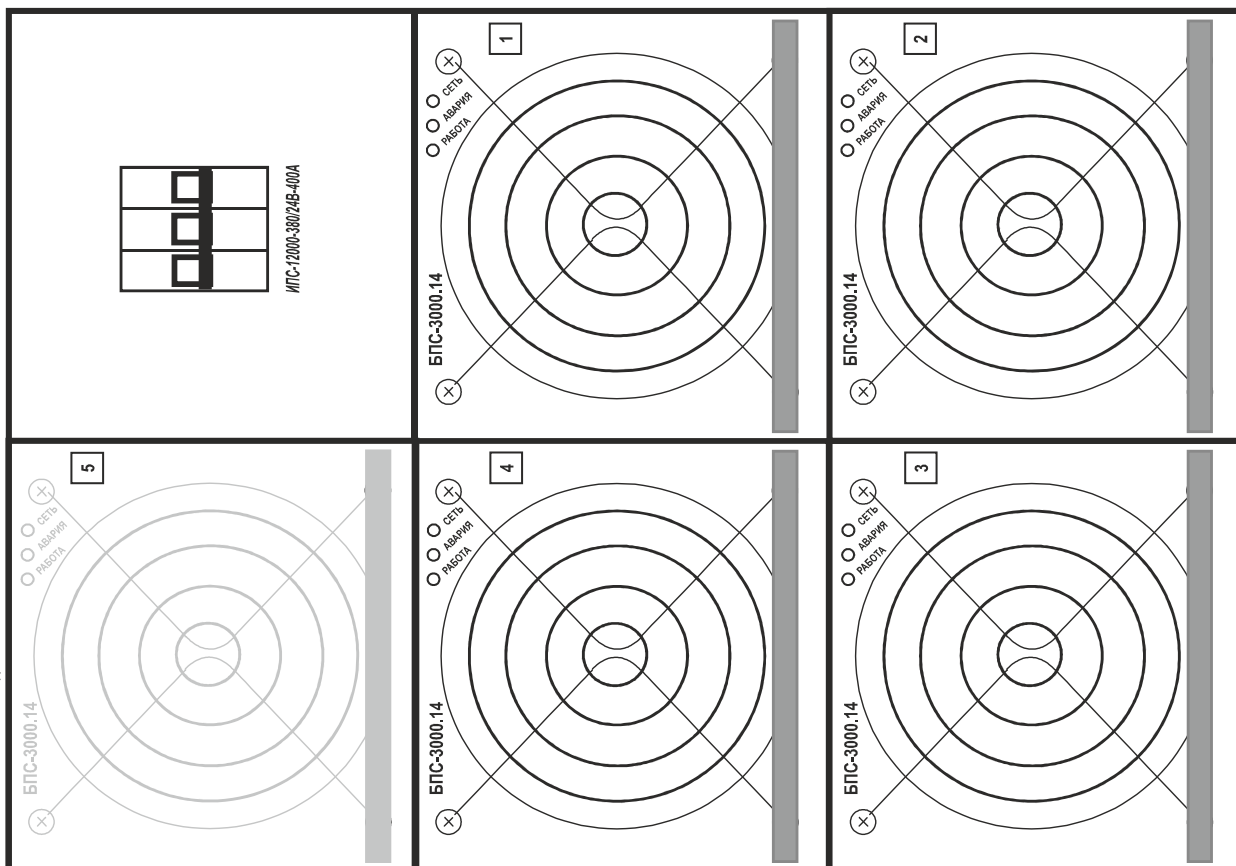 ИПС-12000-380/24В-400А
1
СЕТЬ
АВАРИЯ
РАБОТА
БПС-3000.14
2
СЕТЬ
АВАРИЯ
РАБОТА
БПС-3000.14
5
СЕТЬ
АВАРИЯ
РАБОТА
БПС-3000.14
4
СЕТЬ
АВАРИЯ
РАБОТА
БПС-3000.14
3
СЕТЬ
АВАРИЯ
РАБОТА
БПС-3000.14